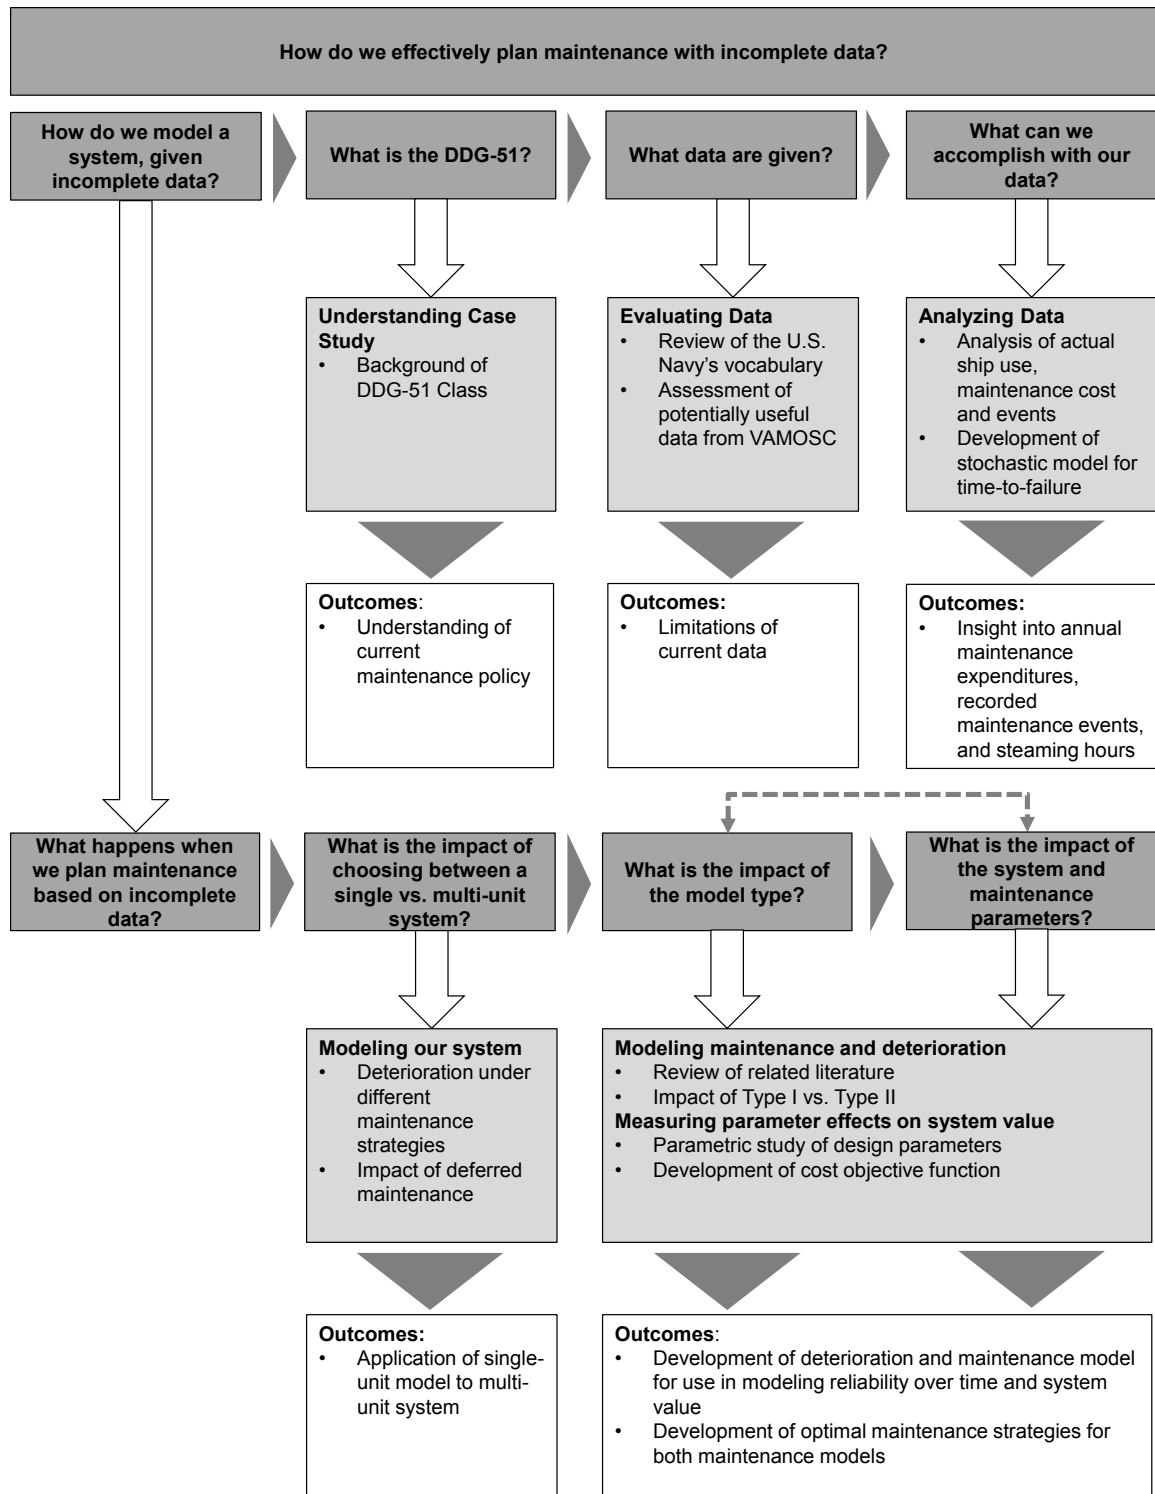 How do we effectively plan maintenance with incomplete data?
How do we model a
system, given
incomplete data?
What is the DDG-51?
What data are given?
What can we
accomplish with our
data?
Understanding Case
Study
• Background of
DDG-51 Class
Evaluating Data
• Review of the U.S.
Navy’s vocabulary
• Assessment of
potentially useful
data from VAMOSC
Analyzing Data
• Analysis of actual
ship use,
maintenance cost
and events
• Development of
stochastic model for
time-to-failure
Outcomes:
• Understanding of
current
maintenance policy
Outcomes:
• Limitations of
current data
Outcomes:
• Insight into annual
maintenance
expenditures,
recorded
maintenance events,
and steaming hours
What happens when
we plan maintenance
based on incomplete
data?
What is the impact of
choosing between a
single vs. multi-unit
system?
What is the impact of
the model type?
What is the impact of
the system and
maintenance
parameters?
Modeling our system
• Deterioration under
different
maintenance
strategies
• Impact of deferred
maintenance
Modeling maintenance and deterioration
• Review of related literature
• Impact of Type I vs. Type II
Measuring parameter effects on system value
• Parametric study of design parameters
• Development of cost objective function
Outcomes:
• Application of single-
unit model to multi-
unit system
Outcomes:
• Development of deterioration and maintenance model
for use in modeling reliability over time and system
value
• Development of optimal maintenance strategies for
both maintenance models